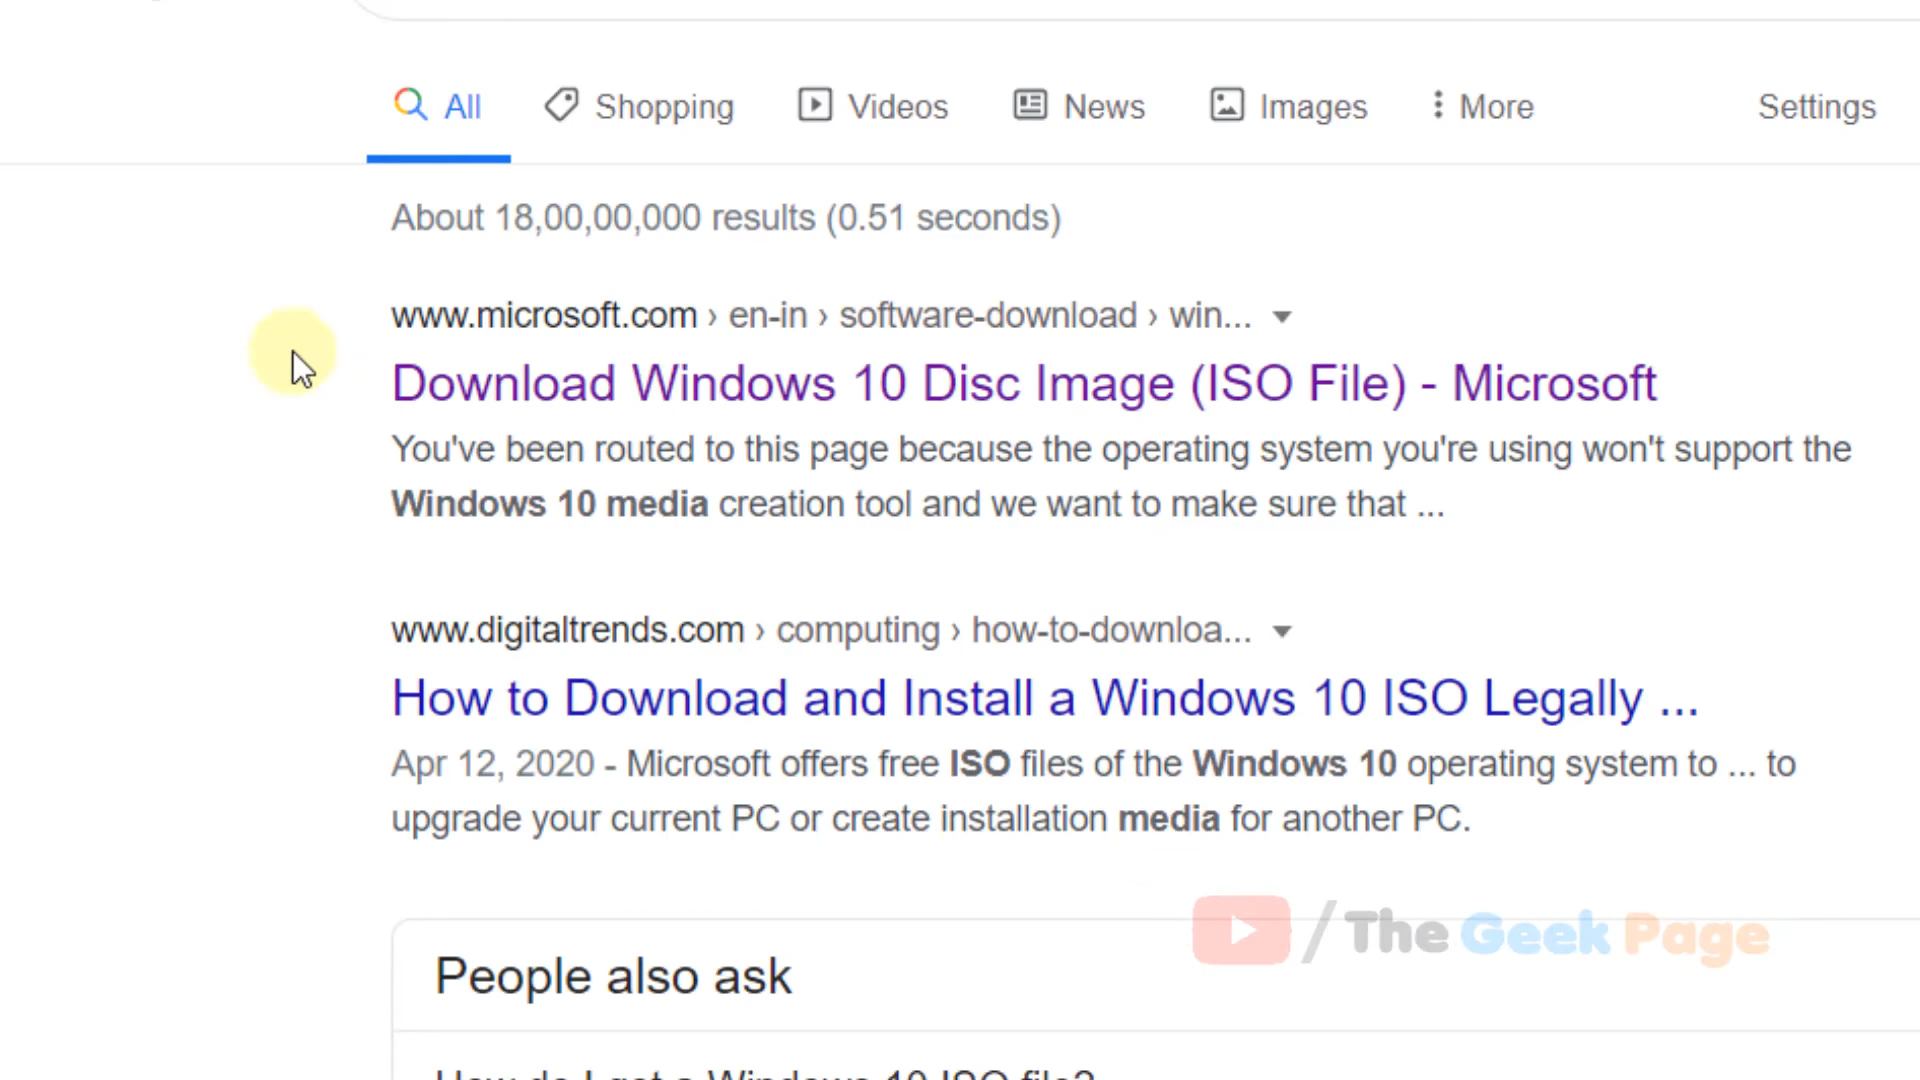 All Shopping Videos News Images More Settings
About 18,00,00,000 results (0.51 seconds)
www.microsoft.com › en-in › software-download › win...
Download Windows 10 Disc Image (ISO File) - Microsoft
You've been routed to this page because the operating system you're using won't support the
Windows 10 media creation tool and we want to make sure that ...
www.digitaltrends.com › computing › how-to-downloa...
How to Download and Install a Windows 10 ISO Legally ...
Apr 12, 2020 - Microsoft offers free ISO files of the Windows 10 operating system to ... to
upgrade your current PC or create installation media for another PC.
/ The Geek Page
People also ask
How do I get a Windows 10 ISO file?